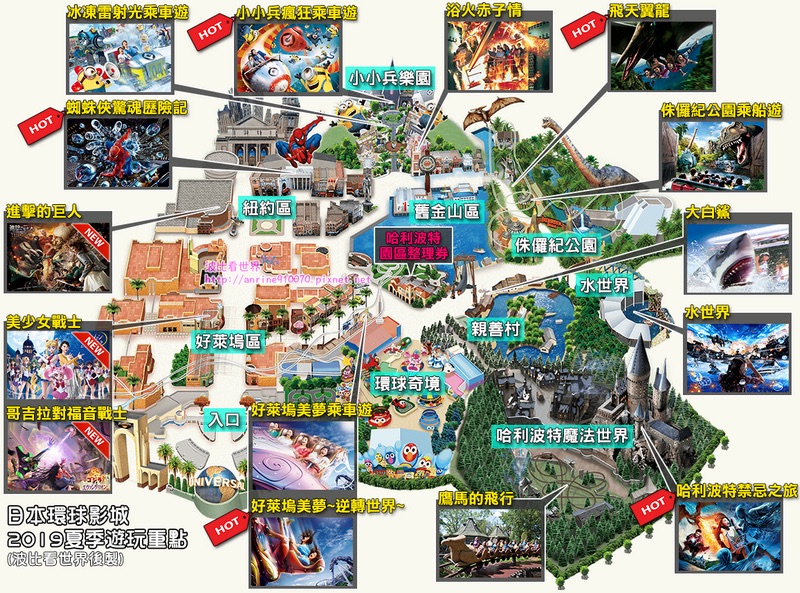 冰凍雷射光乘車遊
HOT
小小兵瘋狂乘車遊
浴火赤子情
HOT
飛天翼龍
小小兵樂園
HOT
蜘蛛俠驚魂歷險記
侏儸紀公園乘船遊
進擊的巨人
NEW
紐約區
舊金山區
大白鯊
哈利波特
園區整理券
侏儸紀公園
波比看世界
http://anrine910070.pixnet.net
水世界
美少女戰士
NEW
好萊塢區
親善村
水世界
環球奇境
哥吉拉對福音戰士
NEW
入口
好萊塢美夢乘車遊
哈利波特魔法世界
UNIVERSAL
日本環球影城
2019夏季遊玩重點
(波比看世界後製)
HOT
好萊塢美夢~逆轉世界~
鷹馬的飛行
HOT
哈利波特禁忌之旅